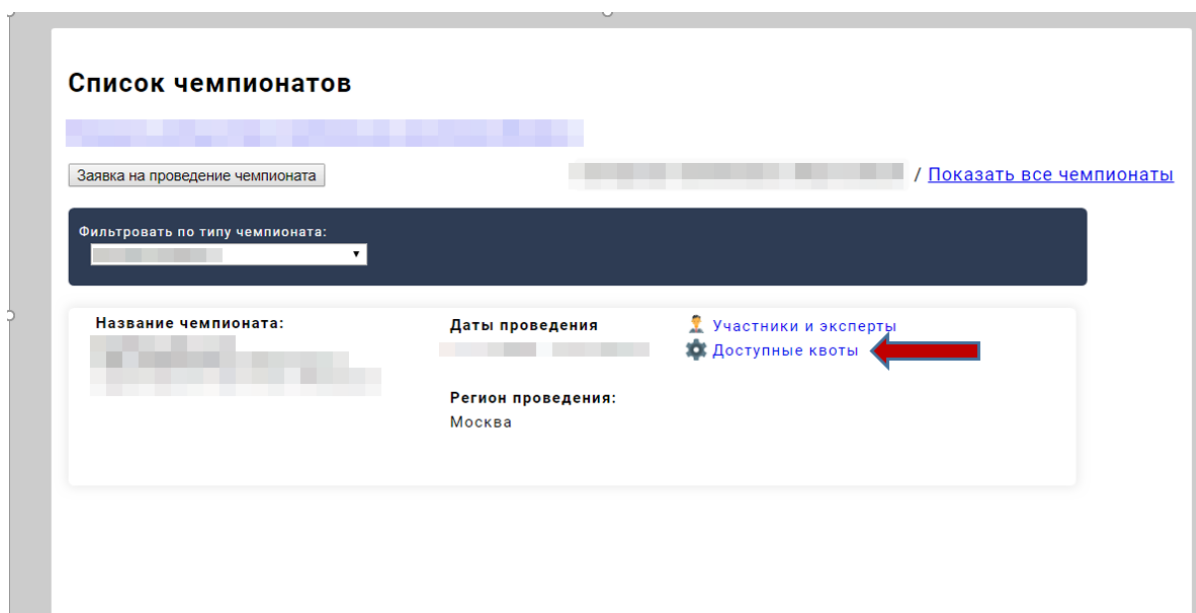 Список чемпионатов
Заявка на проведение чемпионата
/ Показать все чемпионаты
Фильтровать по типу чемпионата:
Название чемпионата:
Даты проведения
Участники и эксперты
Доступные квоты
Регион проведения:
Москва